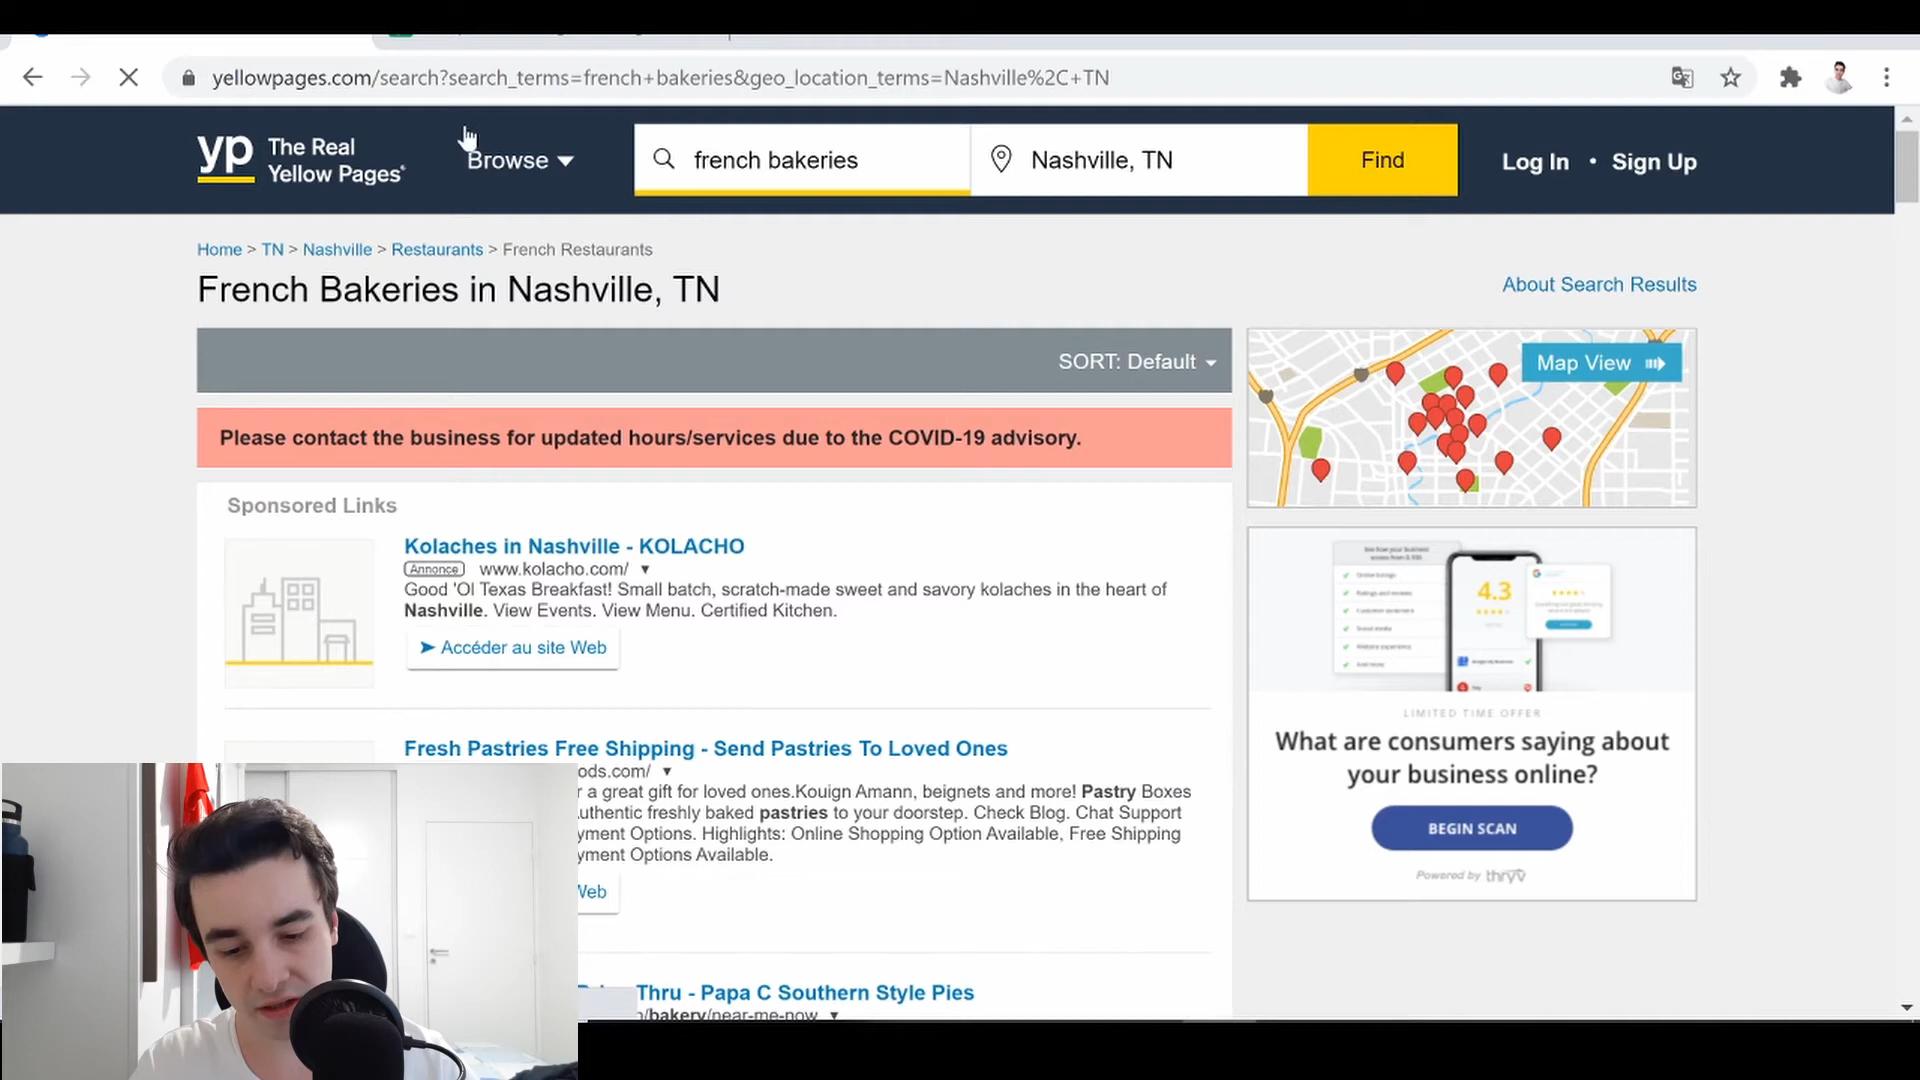 yellowpages.com/search?search_terms=french+bakeries&geo_location_terms=Nashville%2C+TN
yp The Real Yellow Pages®
Browse
french bakeries
Nashville, TN
Find
Log In • Sign Up
Home > TN > Nashville > Restaurants > French Restaurants
French Bakeries in Nashville, TN
About Search Results
SORT: Default
Map View
Please contact the business for updated hours/services due to the COVID-19 advisory.
Sponsored Links
Kolaches in Nashville - KOLACHO
Annonce www.kolacho.com/
Good 'Ol Texas Breakfast! Small batch, scratch-made sweet and savory kolaches in the heart of
Nashville. View Events. View Menu. Certified Kitchen.
Accéder au site Web
Fresh Pastries Free Shipping - Send Pastries To Loved Ones
ods.com/
r a great gift for loved ones.Kouign Amann, beignets and more! Pastry Boxes
uthentic freshly baked pastries to your doorstep. Check Blog. Chat Support
yment Options. Highlights: Online Shopping Option Available, Free Shipping
yment Options Available.
Web
Thru - Papa C Southern Style Pies
/bakery/near-me-now
4.3
LIMITED TIME OFFER
What are consumers saying about
your business online?
BEGIN SCAN
Powered by thryv